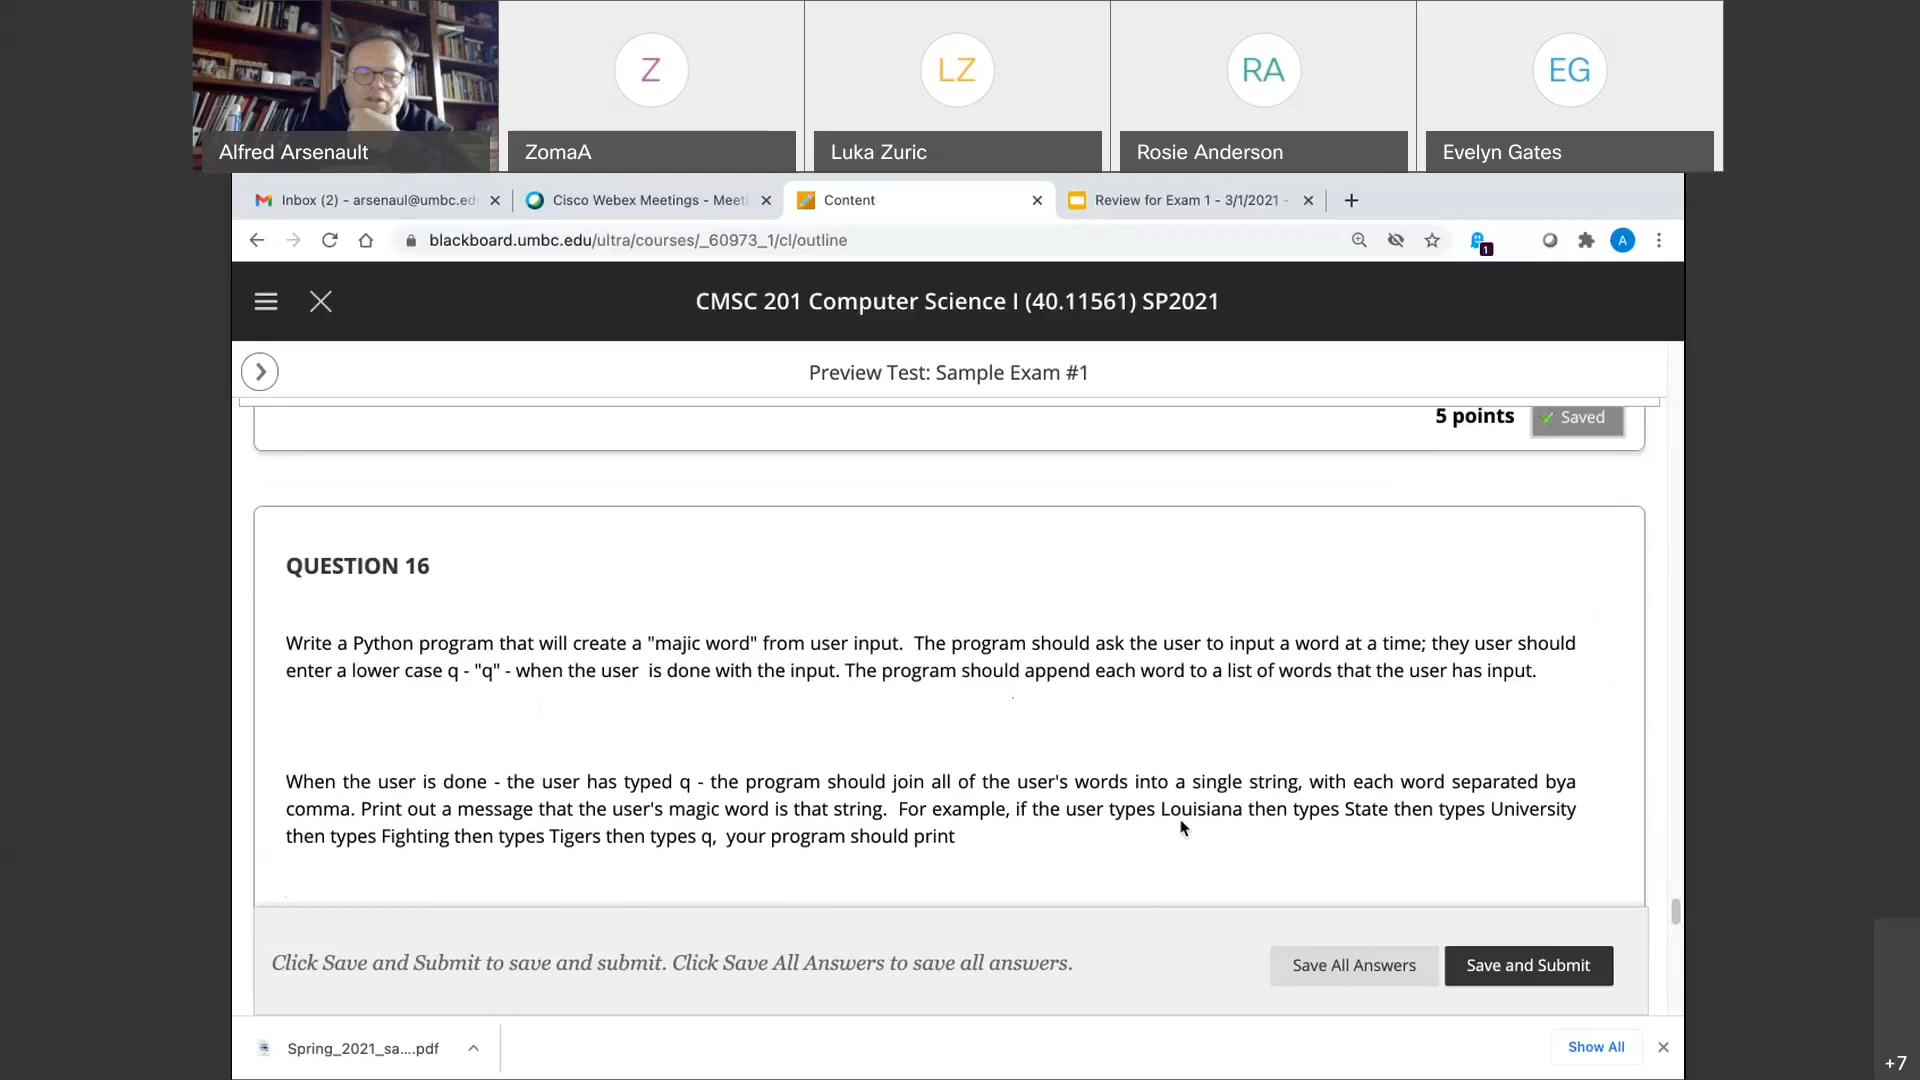 Z
LZ
RA
EG
Alfred Arsenault
ZomaA
Luka Zuric
Rosie Anderson
Evelyn Gates
Inbox (2) - arsenaul@umbc.ed
Cisco Webex Meetings - Meeti
Content
Review for Exam 1 - 3/1/2021 -
blackboard.umbc.edu/ultra/courses/_60973_1/cl/outline
1
A
CMSC 201 Computer Science I (40.11561) SP2021
Preview Test: Sample Exam #1
5 points
Saved
QUESTION 16
Write a Python program that will create a "majic word" from user input. The program should ask the user to input a word at a time; they user should
enter a lower case q - "q" - when the user is done with the input. The program should append each word to a list of words that the user has input.
When the user is done - the user has typed q - the program should join all of the user's words into a single string, with each word separated bya
comma. Print out a message that the user's magic word is that string. For example, if the user types Louisiana then types State then types University
then types Fighting then types Tigers then types q, your program should print
Click Save and Submit to save and submit. Click Save All Answers to save all answers.
Save All Answers
Save and Submit
Spring_2021_sa....pdf
Show All
+7